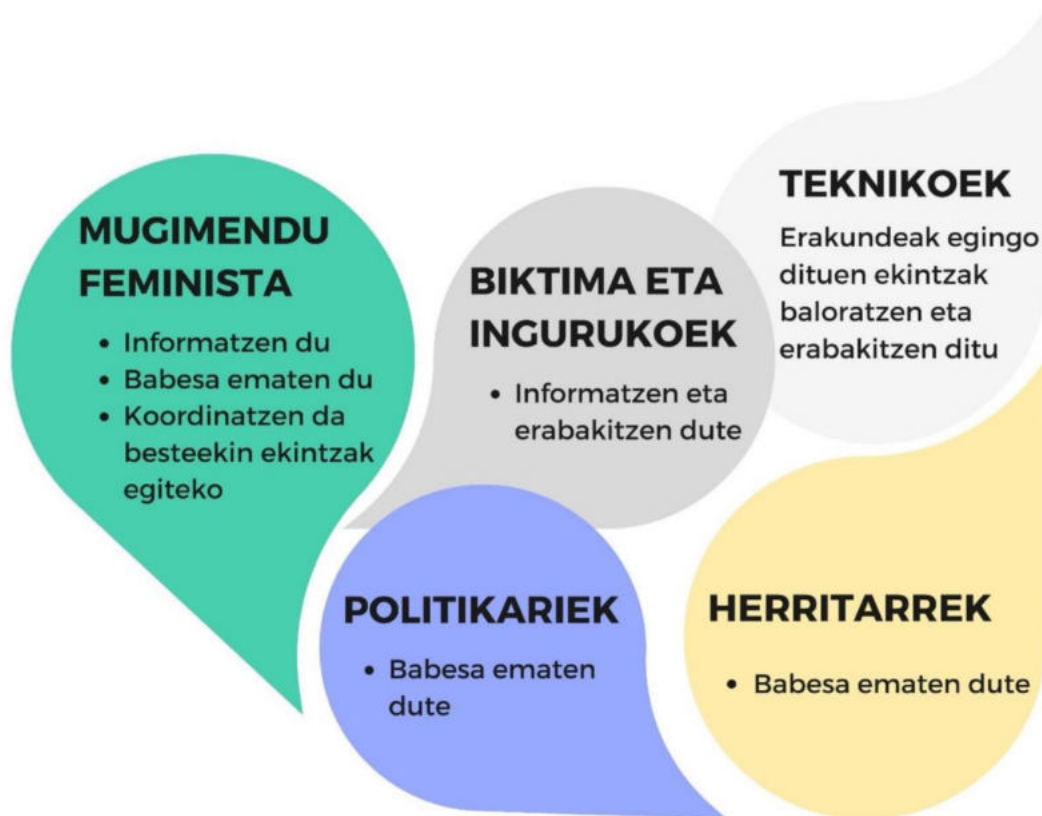 MUGIMENDU
FEMINISTA
• Informatzen du
• Babesa ematen du
• Koordinatzen da
besteekin ekintzak
egiteko
BIKTIMA ETA
INGURUKOEK
• Informatzen eta
erabakitzen dute
TEKNIKOEK
Erakundeak egingo
dituen ekintzak
baloratzen eta
erabakitzen ditu
POLITIKARIEK
• Babesa ematen
dute
HERRITARREK
• Babesa ematen dute